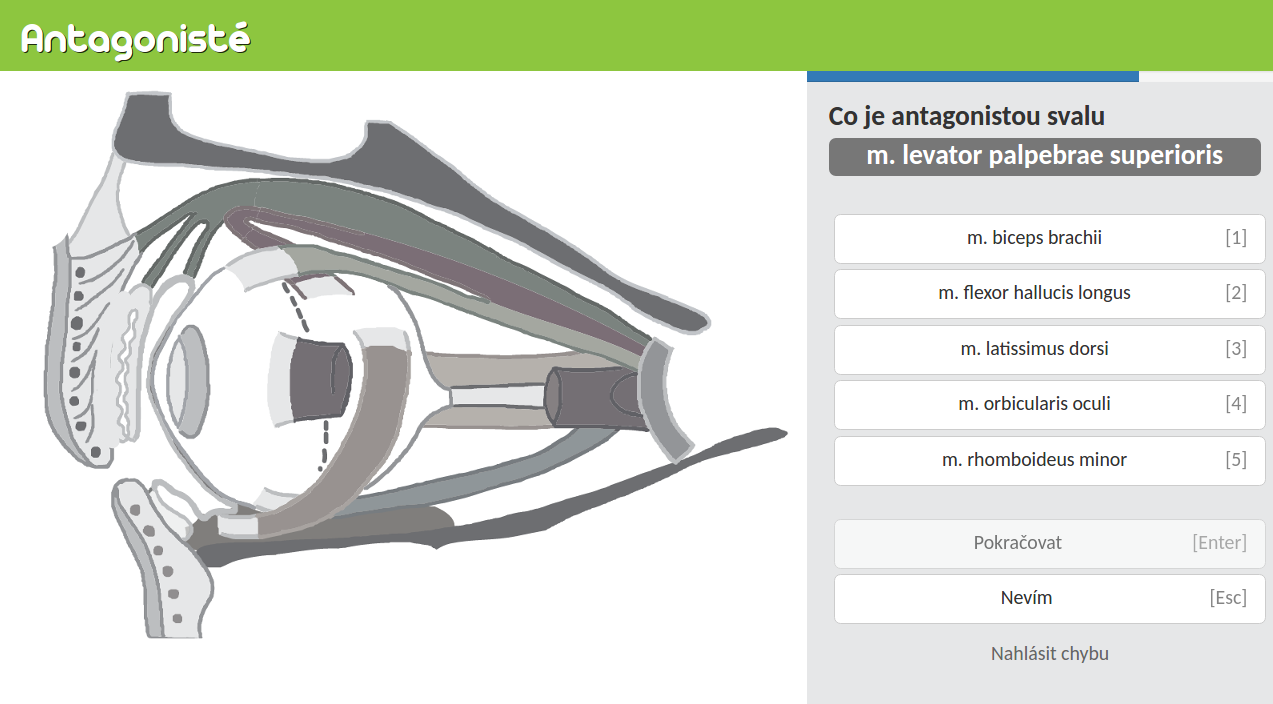 Antagonisté
Co je antagonistou svalu
m. levator palpebrae superioris
m. biceps brachii [1]
m. flexor hallucis longus [2]
m. latissimus dorsi [3]
m. orbicularis oculi [4]
m. rhomboideus minor [5]
Pokračovat [Enter]
Nevím [Esc]
Nahlásit chybu